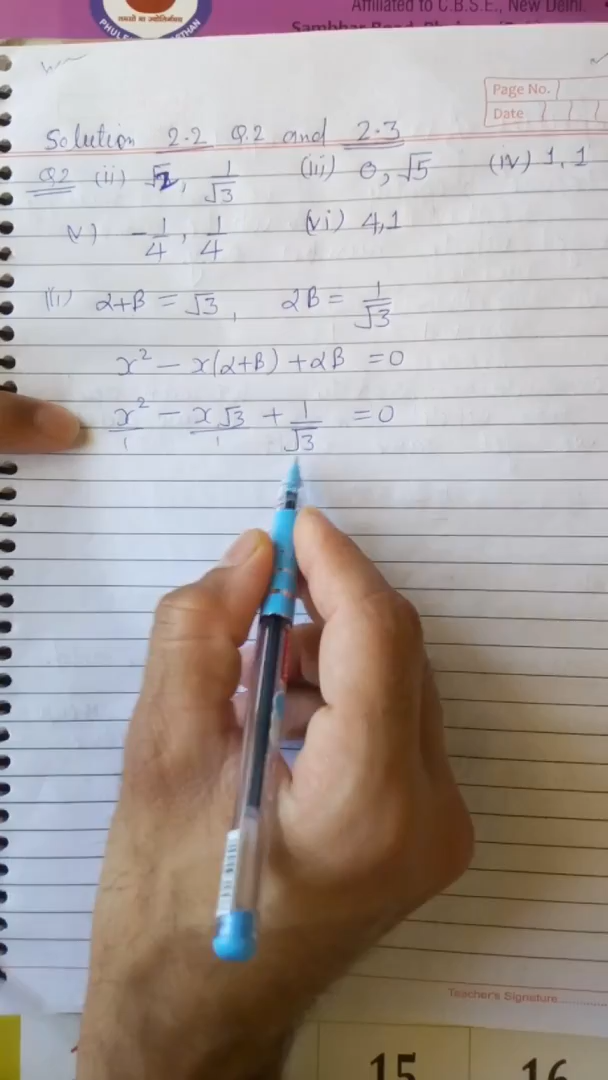 Affiliated to C.B.S.E., New Delhi.
Page No.
Date
Solution 2.2 Q.2 and 2.3
Q2 (ii) √2, 1/√3 (iii) 0, √5 (iv) 1, 1
v) -1/4, 1/4 (vi) 4,1
(ii) α+β = √3, αβ = 1/√3
x² - x(α+β) + αβ = 0
x²/1 - x√3/1 + 1/√3 = 0
Teacher's Signature............
15 16